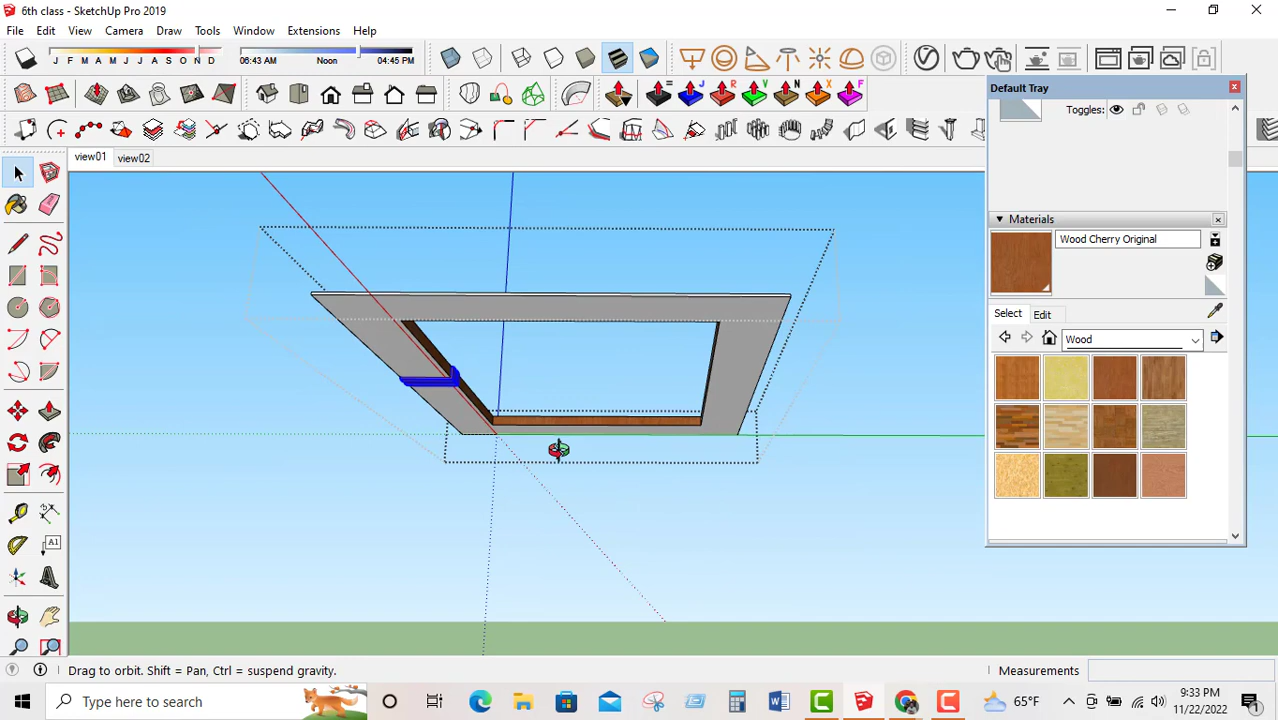 6th class - SketchUp Pro 2019
File Edit View Camera Draw Tools Window Extensions Help
J F M A M J J A S O N D
06:43 AM Noon 04:45 PM
= J R V N X F
view01 view02
Default Tray
Toggles:
Materials
Wood Cherry Original
Select Edit
Wood
A1
Drag to orbit. Shift = Pan, Ctrl = suspend gravity.
Measurements
Type here to search
65°F
9:33 PM
11/22/2022